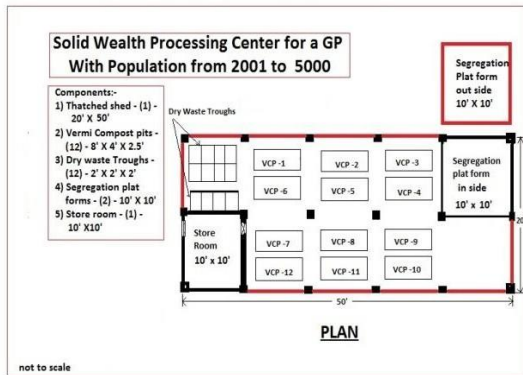 Solid Wealth Processing Center for a GP
With Population from 2001 to 5000
Segregation
Plat form
out side
10' X 10'
Components:-
1) Thatched shed - (1) -
20' X 50'
2) Vermi Compost pits -
(12) - 8' X 4' X 2.5'
3) Dry waste Troughs -
(12) - 2' X 2' X 2'
4) Segregation plat
forms - (2) - 10' X 10'
5) Store room - (1) -
10' X10'
Dry Waste Troughs
VCP -1
VCP -2
VCP -3
VCP -6
VCP -5
VCP -4
Segregation
plat form
in side
10' x 10'
20'
Store
Room
10' x 10'
VCP -7
VCP -8
VCP -9
VCP -12
VCP -11
VCP -10
50'
PLAN
not to scale